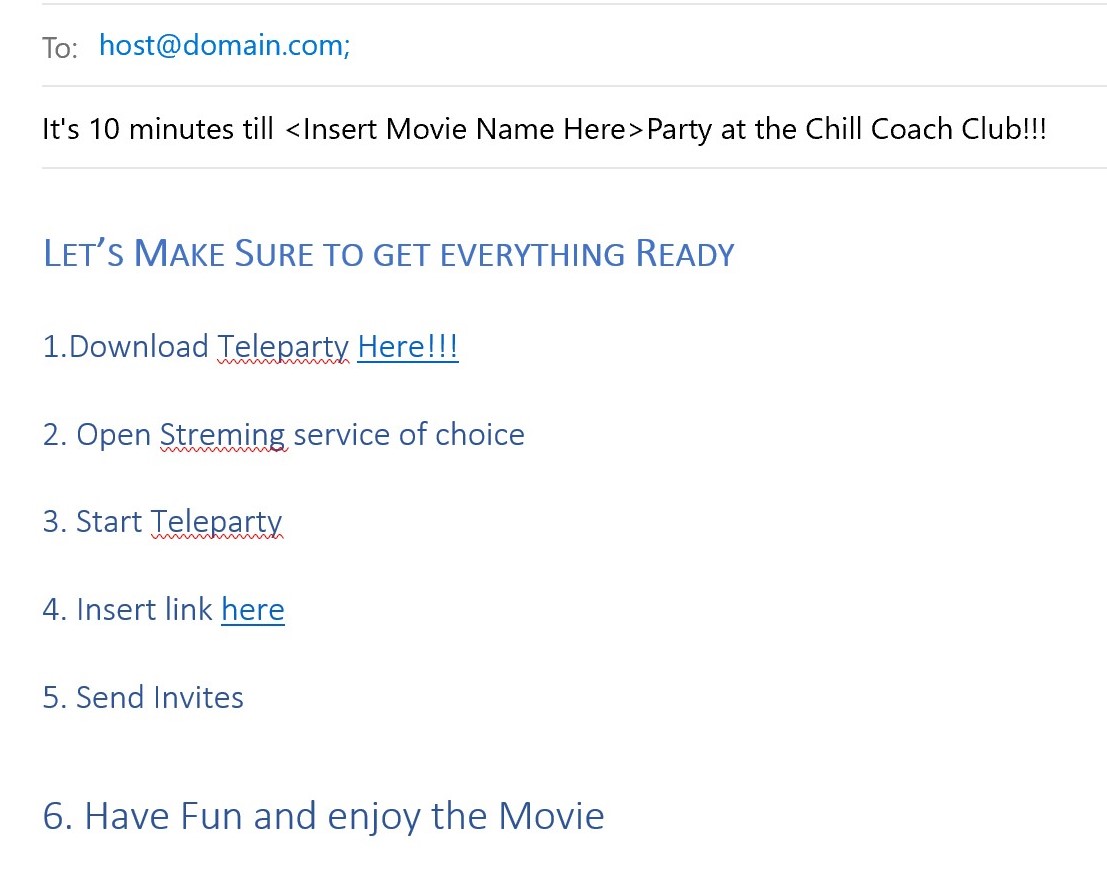 To: host@domain.com;
It's 10 minutes till <Insert Movie Name Here>Party at the Chill Coach Club!!!
LET’S MAKE SURE TO GET EVERYTHING READY
1.Download Teleparty Here!!!
2. Open Streming service of choice
3. Start Teleparty
4. Insert link here
5. Send Invites
6. Have Fun and enjoy the Movie